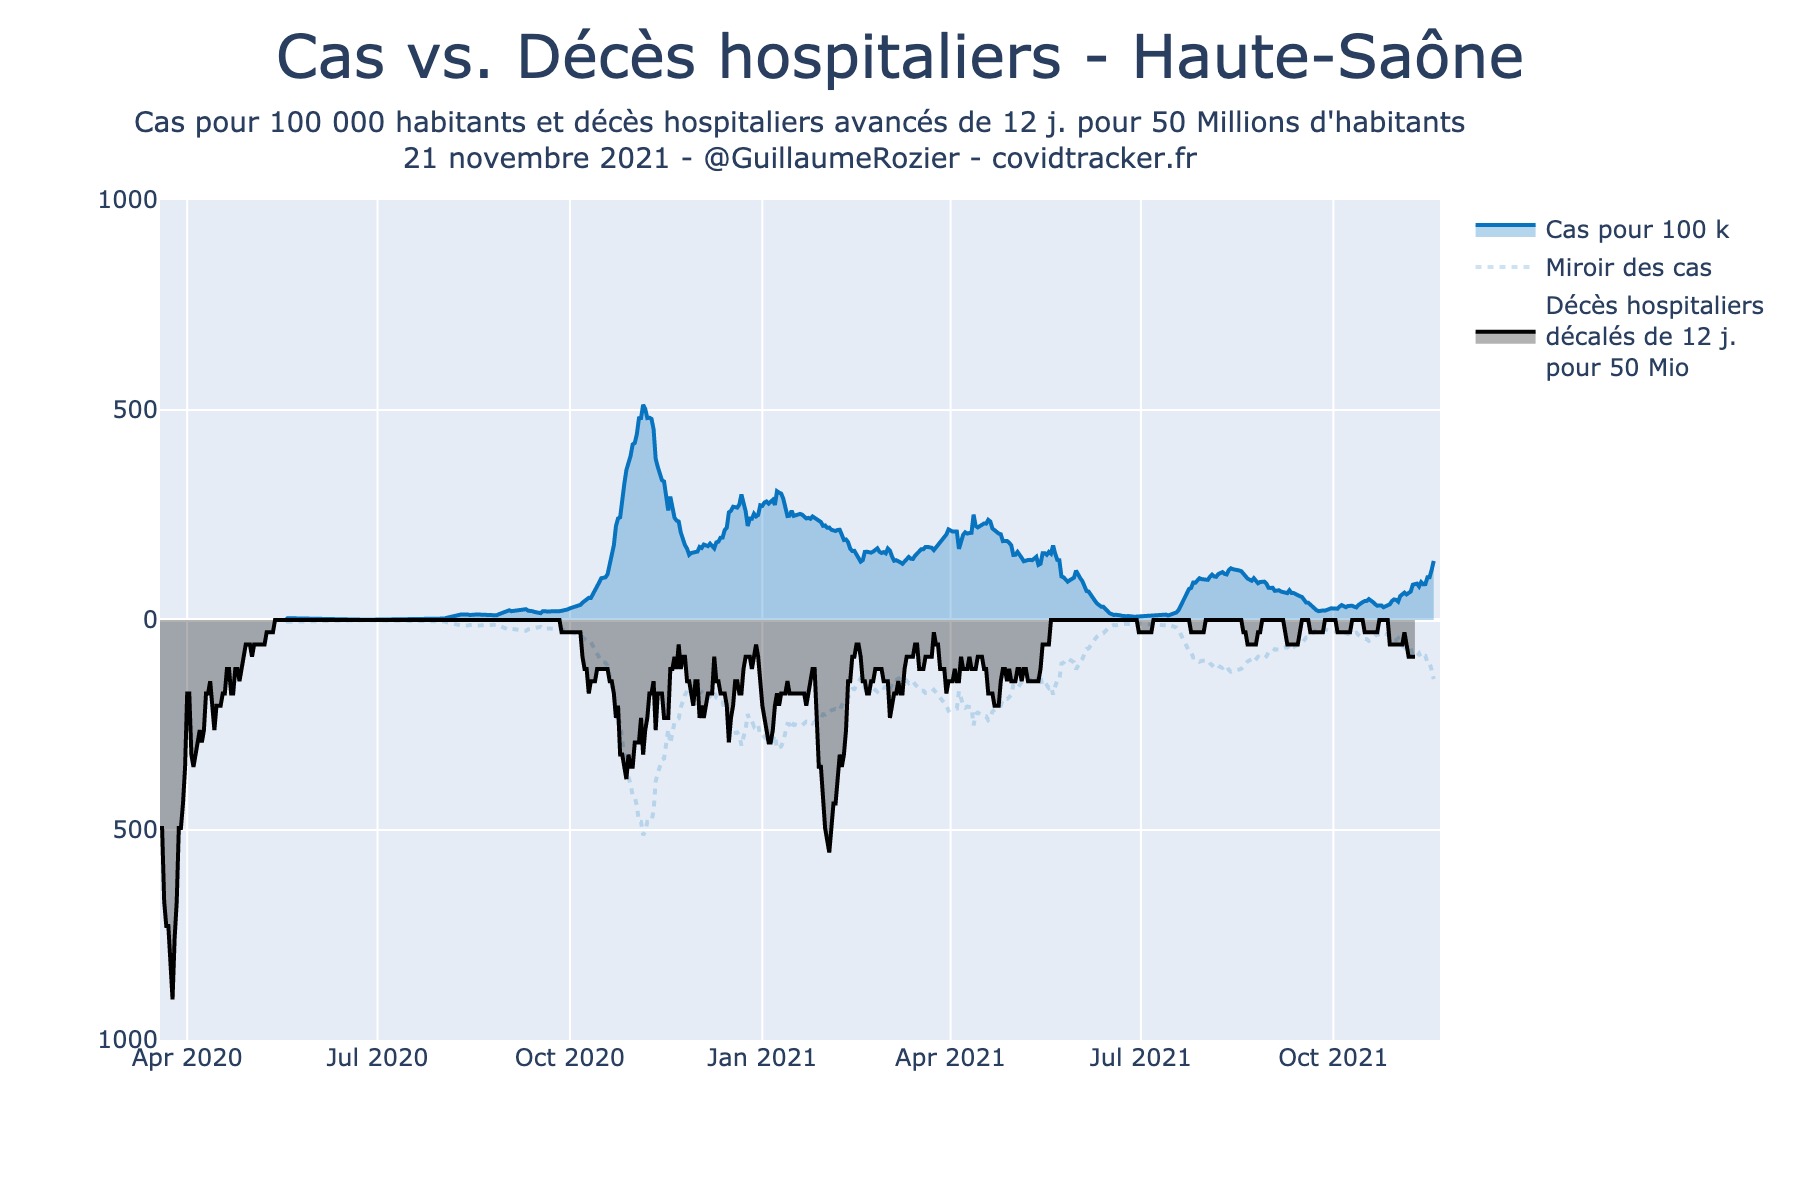 Cas vs. Décès hospitaliers - Haute-Saône
Cas pour 100 000 habitants et décès hospitaliers avancés de 12 j. pour 50 Millions d'habitants
21 novembre 2021 - @GuillaumeRozier - covidtracker.fr
1000
500
0
500
1000
Apr 2020
Jul 2020
Oct 2020
Jan 2021
Apr 2021
Jul 2021
Oct 2021
Cas pour 100 k
Miroir des cas
Décès hospitaliers
décalés de 12 j.
pour 50 Mio